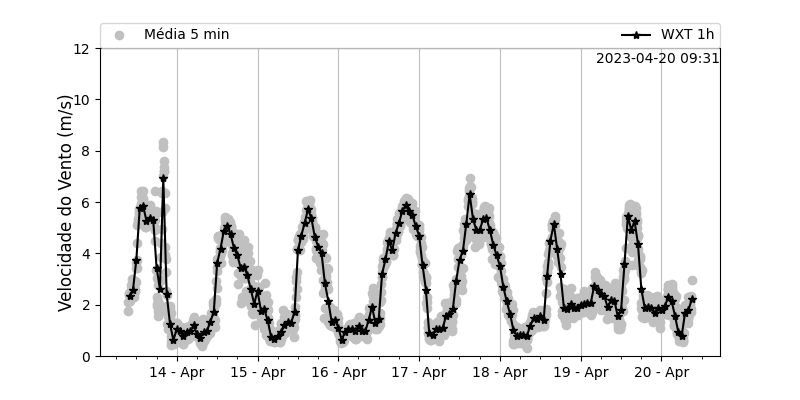 Média 5 min
WXT 1h
2023-04-20 09:31
Velocidade do Vento (m/s)
12
10
8
6
4
2
0
14 - Apr
15 - Apr
16 - Apr
17 - Apr
18 - Apr
19 - Apr
20 - Apr